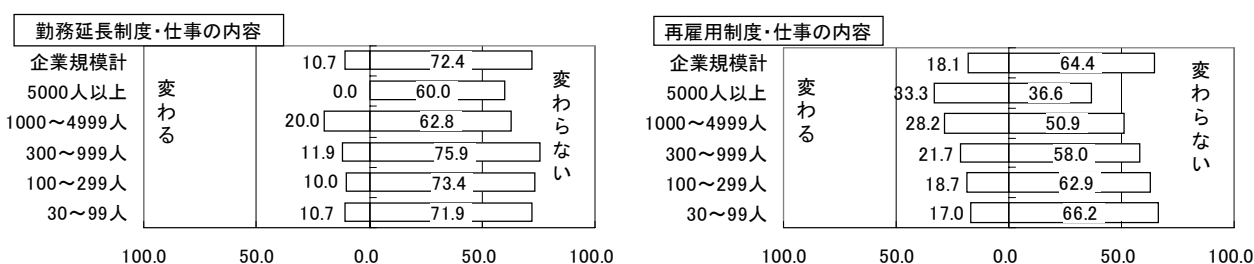 勤務延長制度・仕事の内容
企業規模計 10.7 72.4
5000人以上 0.0 60.0
1000～4999人 20.0 62.8
300～999人 11.9 75.9
100～299人 10.0 73.4
30～99人 10.7 71.9
変わる
変わらない
100.0 50.0 0.0 50.0 100.0
再雇用制度・仕事の内容
企業規模計 18.1 64.4
5000人以上 33.3 36.6
1000～4999人 28.2 50.9
300～999人 21.7 58.0
100～299人 18.7 62.9
30～99人 17.0 66.2
変わる
変わらない
100.0 50.0 0.0 50.0 100.0